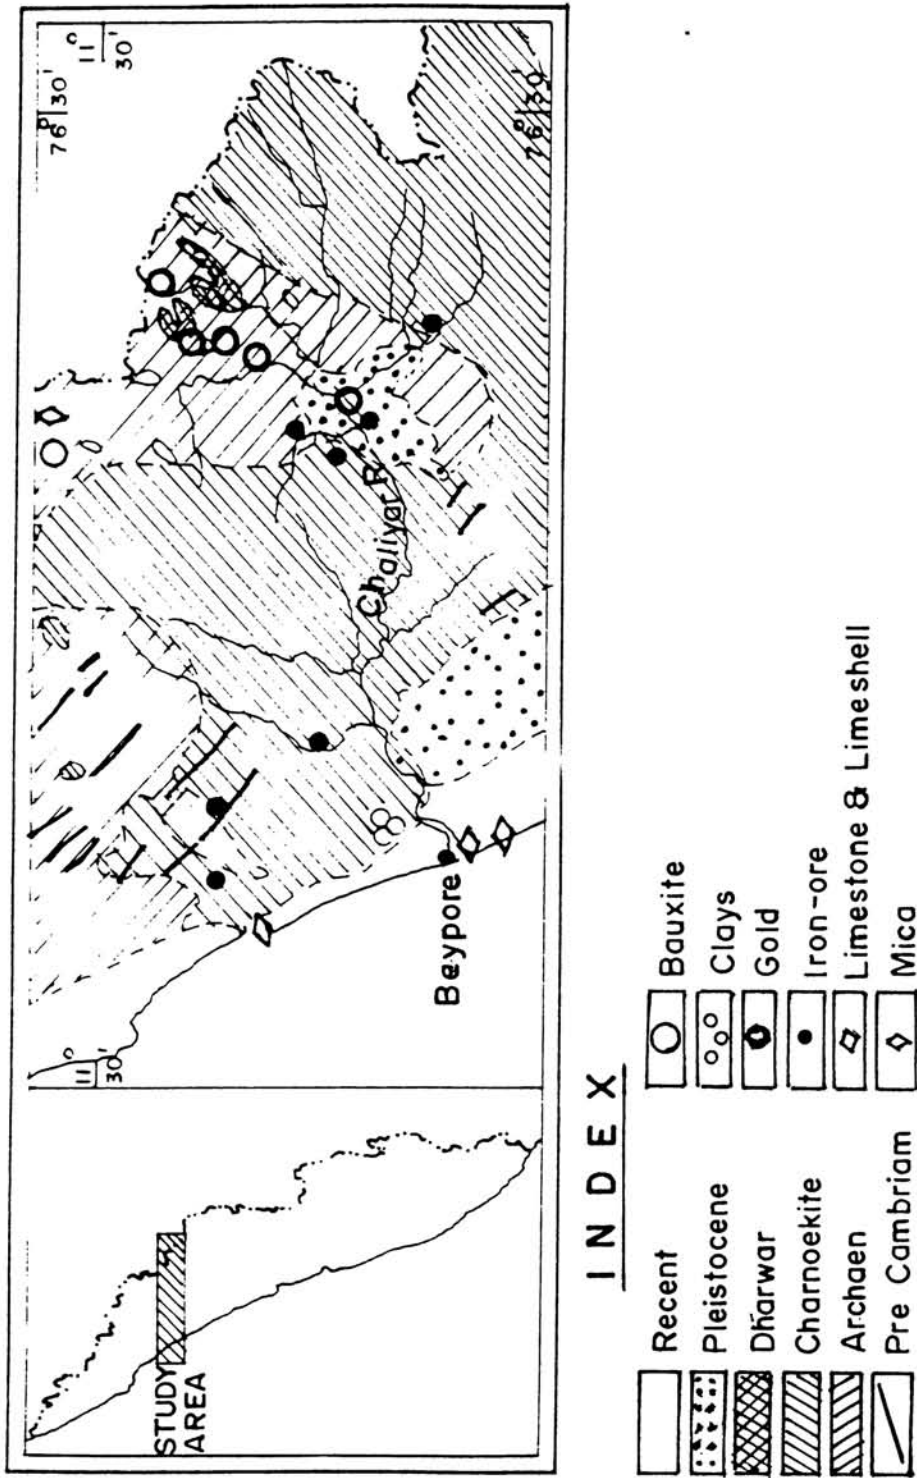 STUDY
AREA
11° 30'
76° 30'
11° 30'
76° 30'
Chaliyar R
Beypore
INDEX
Recent
Pleistocene
Dharwar
Charnoekite
Archaen
Pre Cambriam
Bauxite
Clays
Gold
Iron-ore
Limestone & Limeshell
Mica